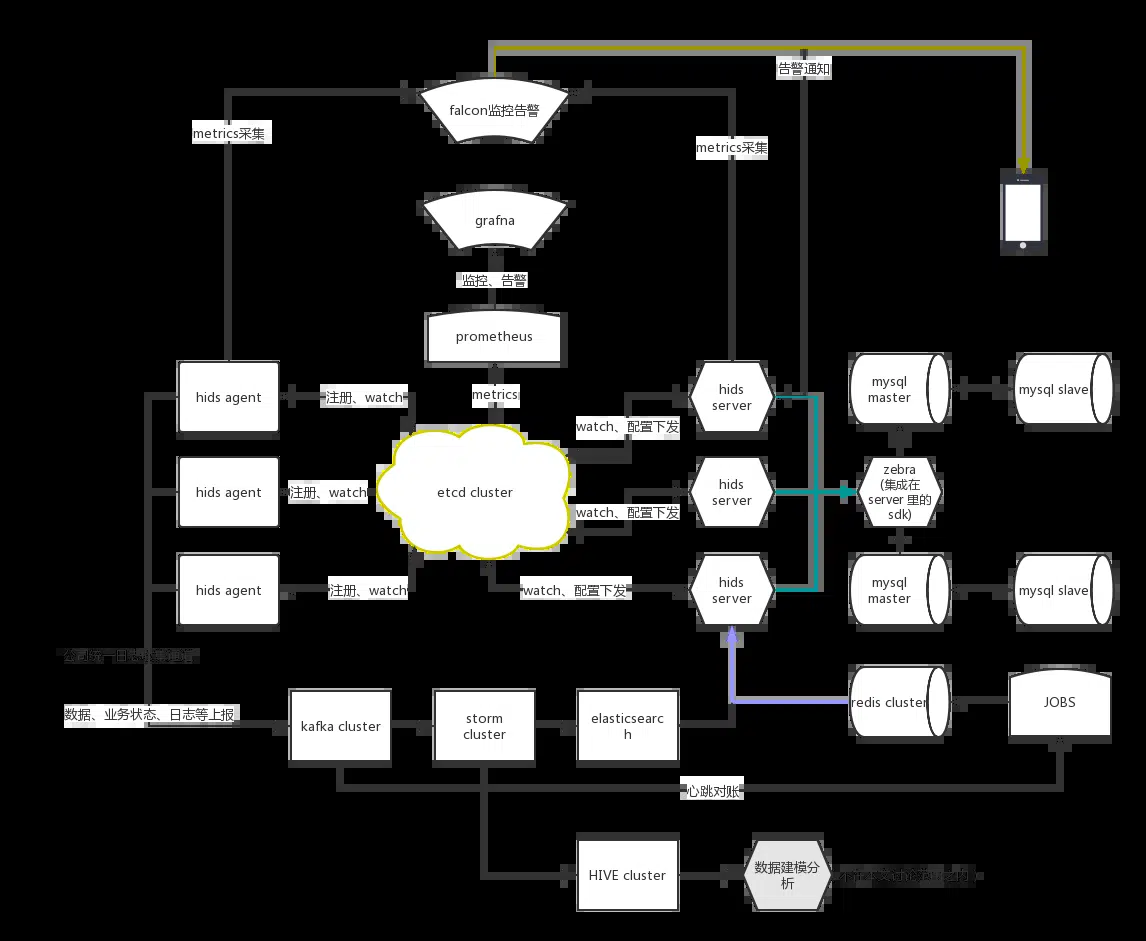 告警通知
falcon监控告警
metrics采集
metrics采集
grafna
监控、告警
prometheus
metrics
hids agent
注册、watch
watch、配置下发
hids
server
mysql
master
mysql slave
hids agent
注册、watch
etcd cluster
watch、配置下发
hids
server
zebra
(集成在
server 里的
sdk)
hids agent
注册、watch
watch、配置下发
hids
server
mysql
master
mysql slave
数据、业务状态、日志等上报
kafka cluster
storm
cluster
elasticsearc
h
redis cluster
JOBS
心跳对账
HIVE cluster
数据建模分
析